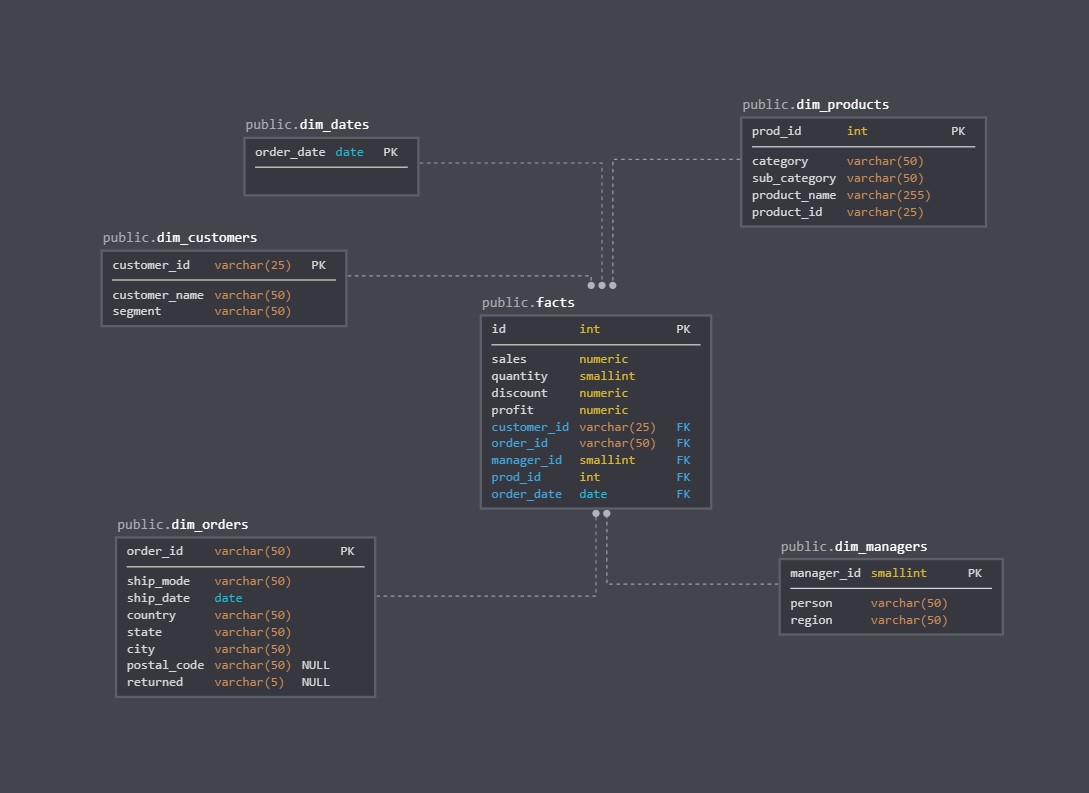 public.dim_dates
order_date date PK
public.dim_products
prod_id int PK
category varchar(50)
sub_category varchar(50)
product_name varchar(255)
product_id varchar(25)
public.dim_customers
customer_id varchar(25) PK
customer_name varchar(50)
segment varchar(50)
public.facts
id int PK
sales numeric
quantity smallint
discount numeric
profit numeric
customer_id varchar(25) FK
order_id varchar(50) FK
manager_id smallint FK
prod_id int FK
order_date date FK
public.dim_orders
order_id varchar(50) PK
ship_mode varchar(50)
ship_date date
country varchar(50)
state varchar(50)
city varchar(50)
postal_code varchar(50) NULL
returned varchar(5) NULL
public.dim_managers
manager_id smallint PK
person varchar(50)
region varchar(50)